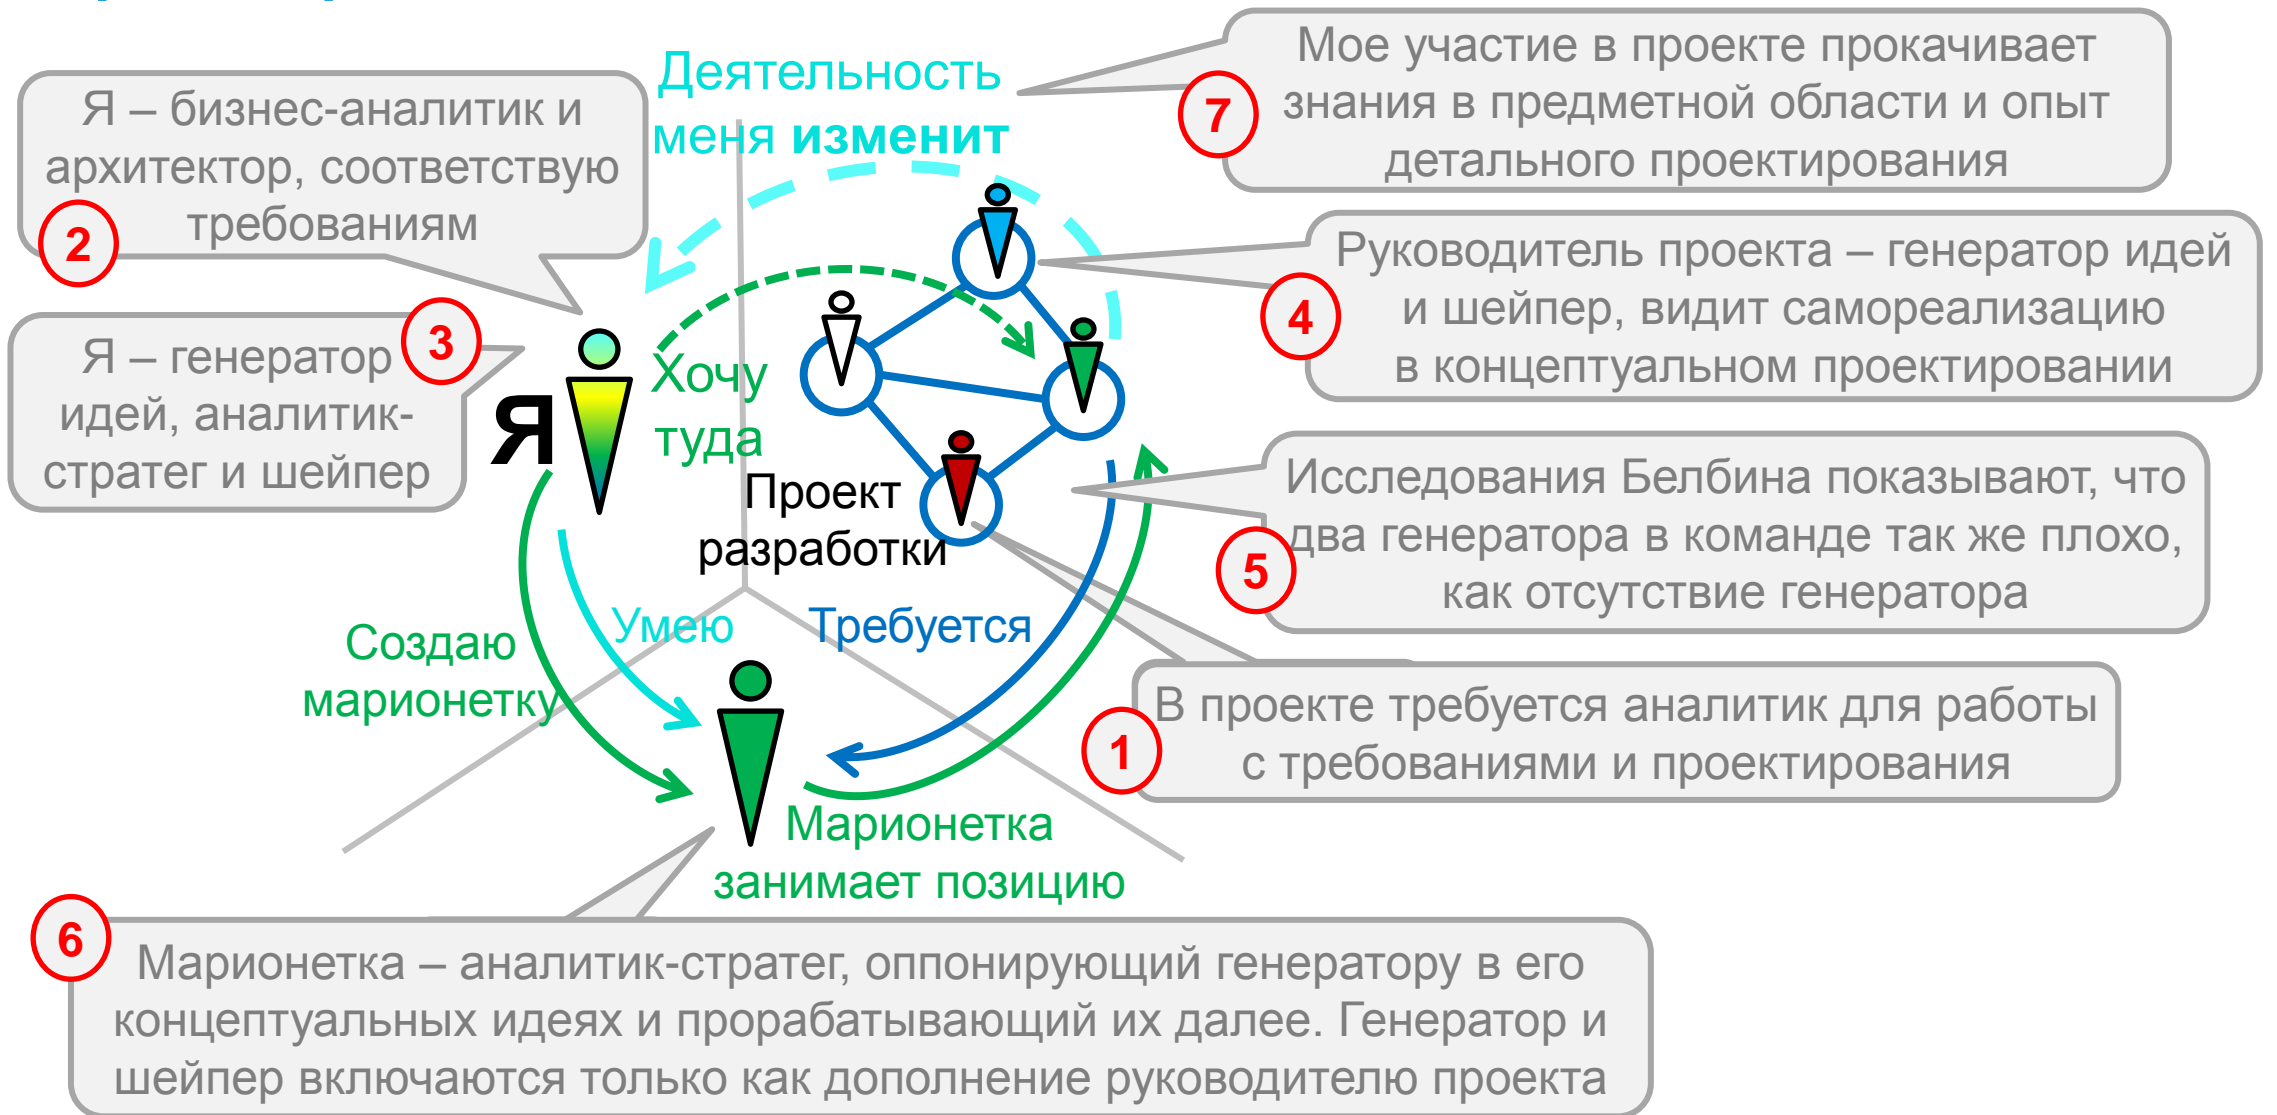 Деятельность
меня изменит
7
Мое участие в проекте прокачивает
знания в предметной области и опыт
детального проектирования
Я – бизнес-аналитик и
архитектор, соответствую
требованиям
2
4
Руководитель проекта – генератор идей
и шейпер, видит самореализацию
в концептуальном проектировании
3
Я – генератор
идей, аналитик-
стратег и шейпер
Я
Хочу
туда
Проект
разработки
5
Исследования Белбина показывают, что
два генератора в команде так же плохо,
как отсутствие генератора
Создаю
марионетку
Умею
Требуется
1
В проекте требуется аналитик для работы
с требованиями и проектирования
Марионетка
занимает позицию
6
Марионетка – аналитик-стратег, оппонирующий генератору в его
концептуальных идеях и прорабатывающий их далее. Генератор и
шейпер включаются только как дополнение руководителю проекта